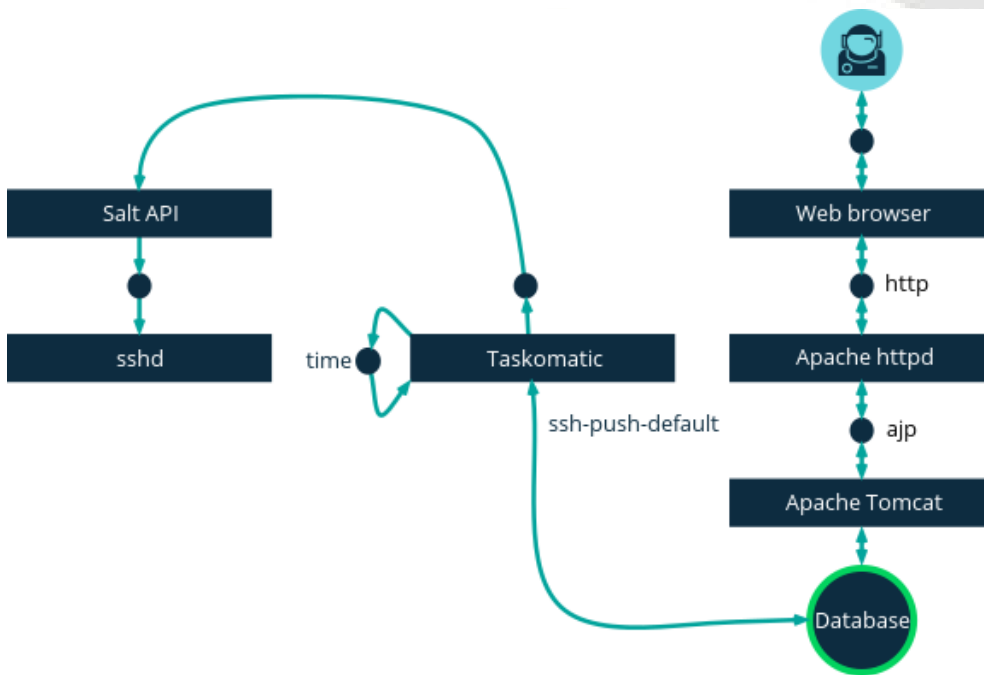 Salt API
Web browser
http
sshd
time
Taskomatic
Apache httpd
ssh-push-default
ajp
Apache Tomcat
Database